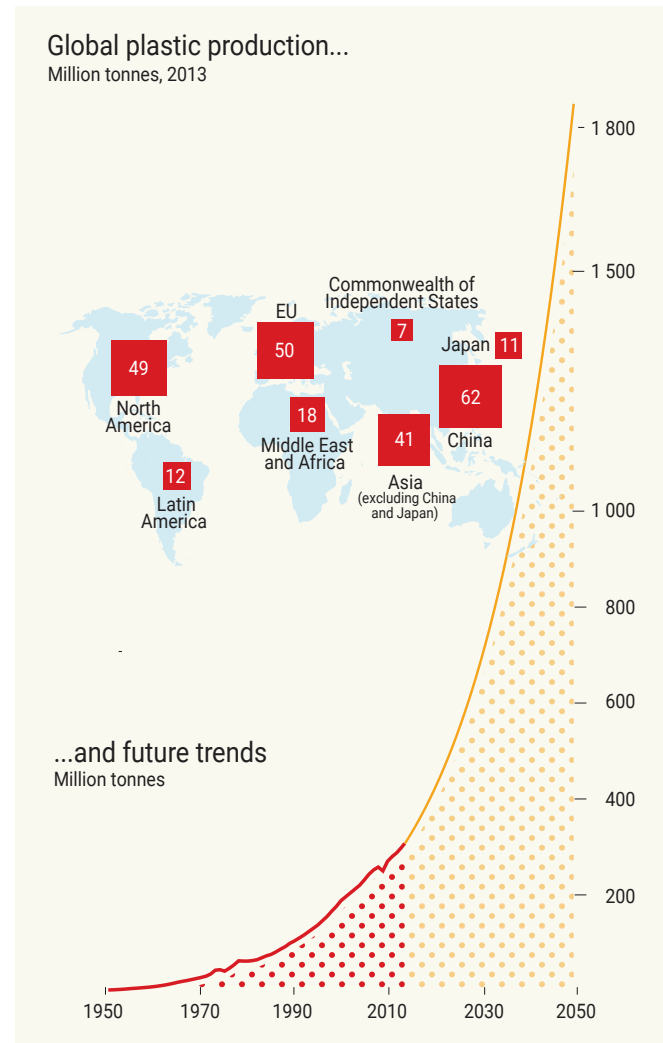 Global plastic production...
Million tonnes, 2013
1 800
1 500
Commonwealth of
Independent States
EU
7
Japan 11
50
49
62
North
America
18
41
China
Middle East
and Africa
12
Asia
(excluding China
and Japan)
Latin
America
1 000
800
600
...and future trends
Million tonnes
400
200
1950
1970
1990
2010
2030
2050